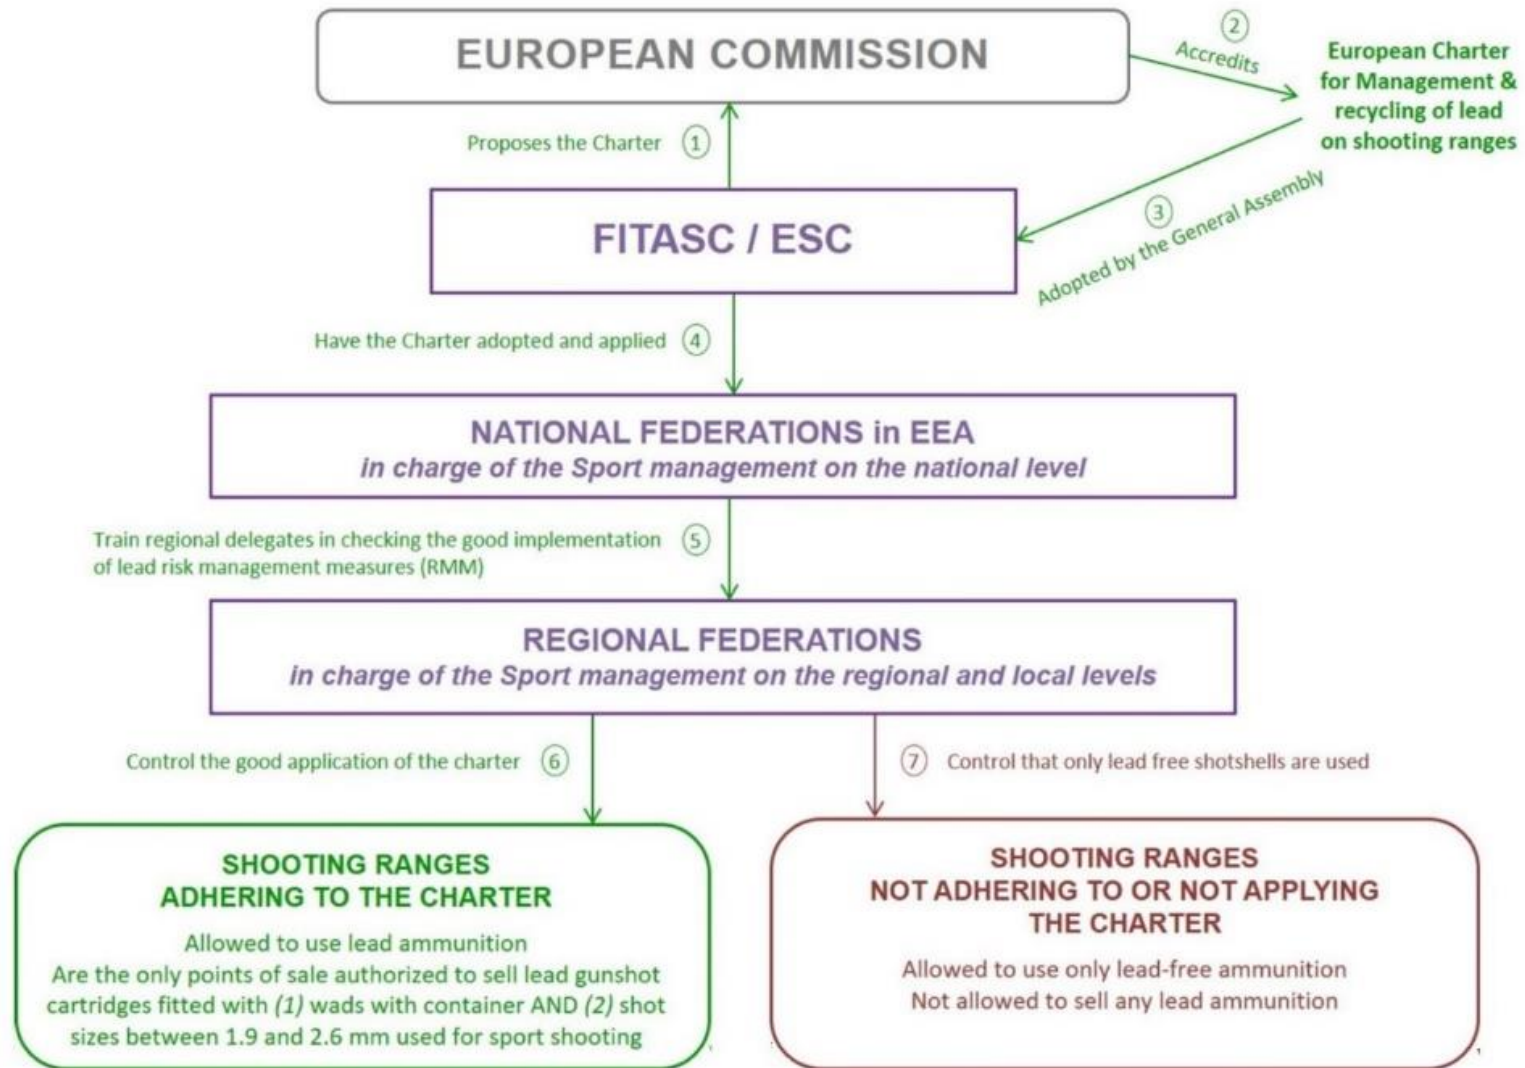 EUROPEAN COMMISSION
2
Accredits
European Charter
for Management &
recycling of lead
on shooting ranges
Proposes the Charter 1
FITASC / ESC
3
Adopted by the General Assembly
Have the Charter adopted and applied 4
NATIONAL FEDERATIONS in EEA
in charge of the Sport management on the national level
Train regional delegates in checking the good implementation 5
of lead risk management measures (RMM)
REGIONAL FEDERATIONS
in charge of the Sport management on the regional and local levels
Control the good application of the charter 6
7 Control that only lead free shotshells are used
SHOOTING RANGES
ADHERING TO THE CHARTER
Allowed to use lead ammunition
Are the only points of sale authorized to sell lead gunshot
cartridges fitted with (1) wads with container AND (2) shot
sizes between 1.9 and 2.6 mm used for sport shooting
SHOOTING RANGES
NOT ADHERING TO OR NOT APPLYING
THE CHARTER
Allowed to use only lead-free ammunition
Not allowed to sell any lead ammunition